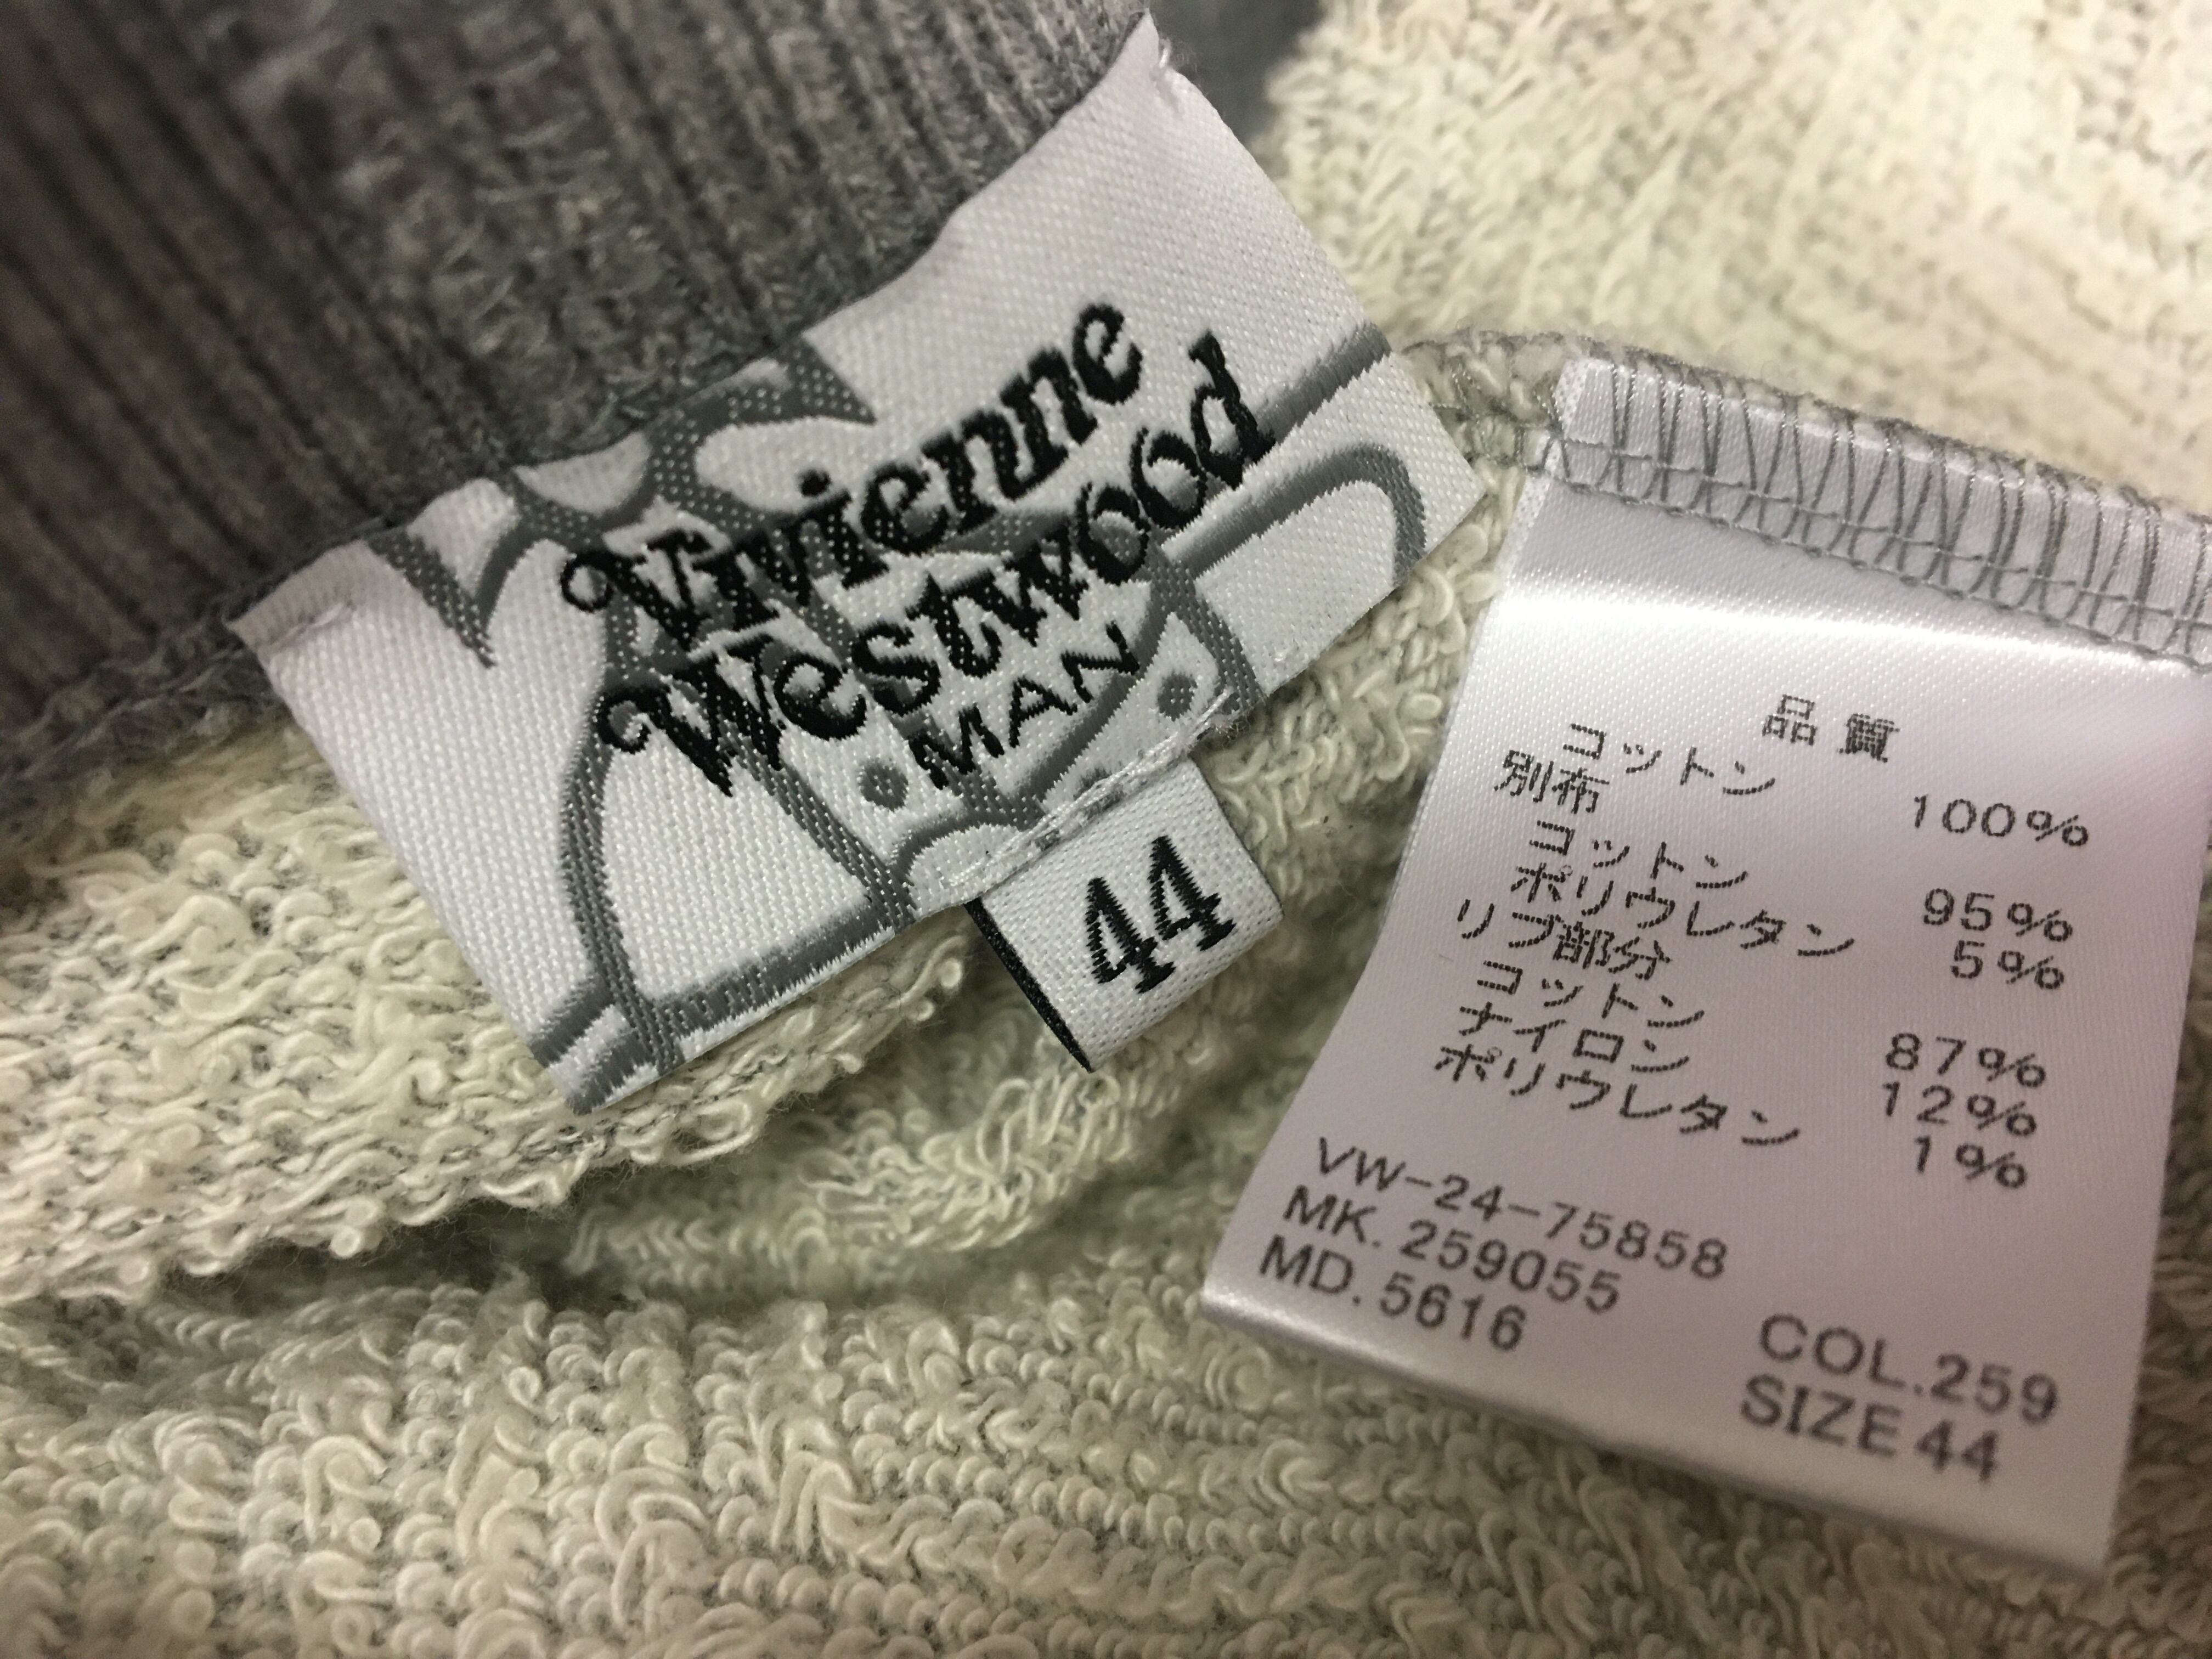 Vivienne
Westwood
MAN
44
品質
コットン 100%
別布
コットン 95%
ポリウレタン 5%
リブ部分
コットン 87%
ナイロン 12%
ポリウレタン 1%
VW-24-75858
MK. 259055
MD. 5616
COL. 259
SIZE 44